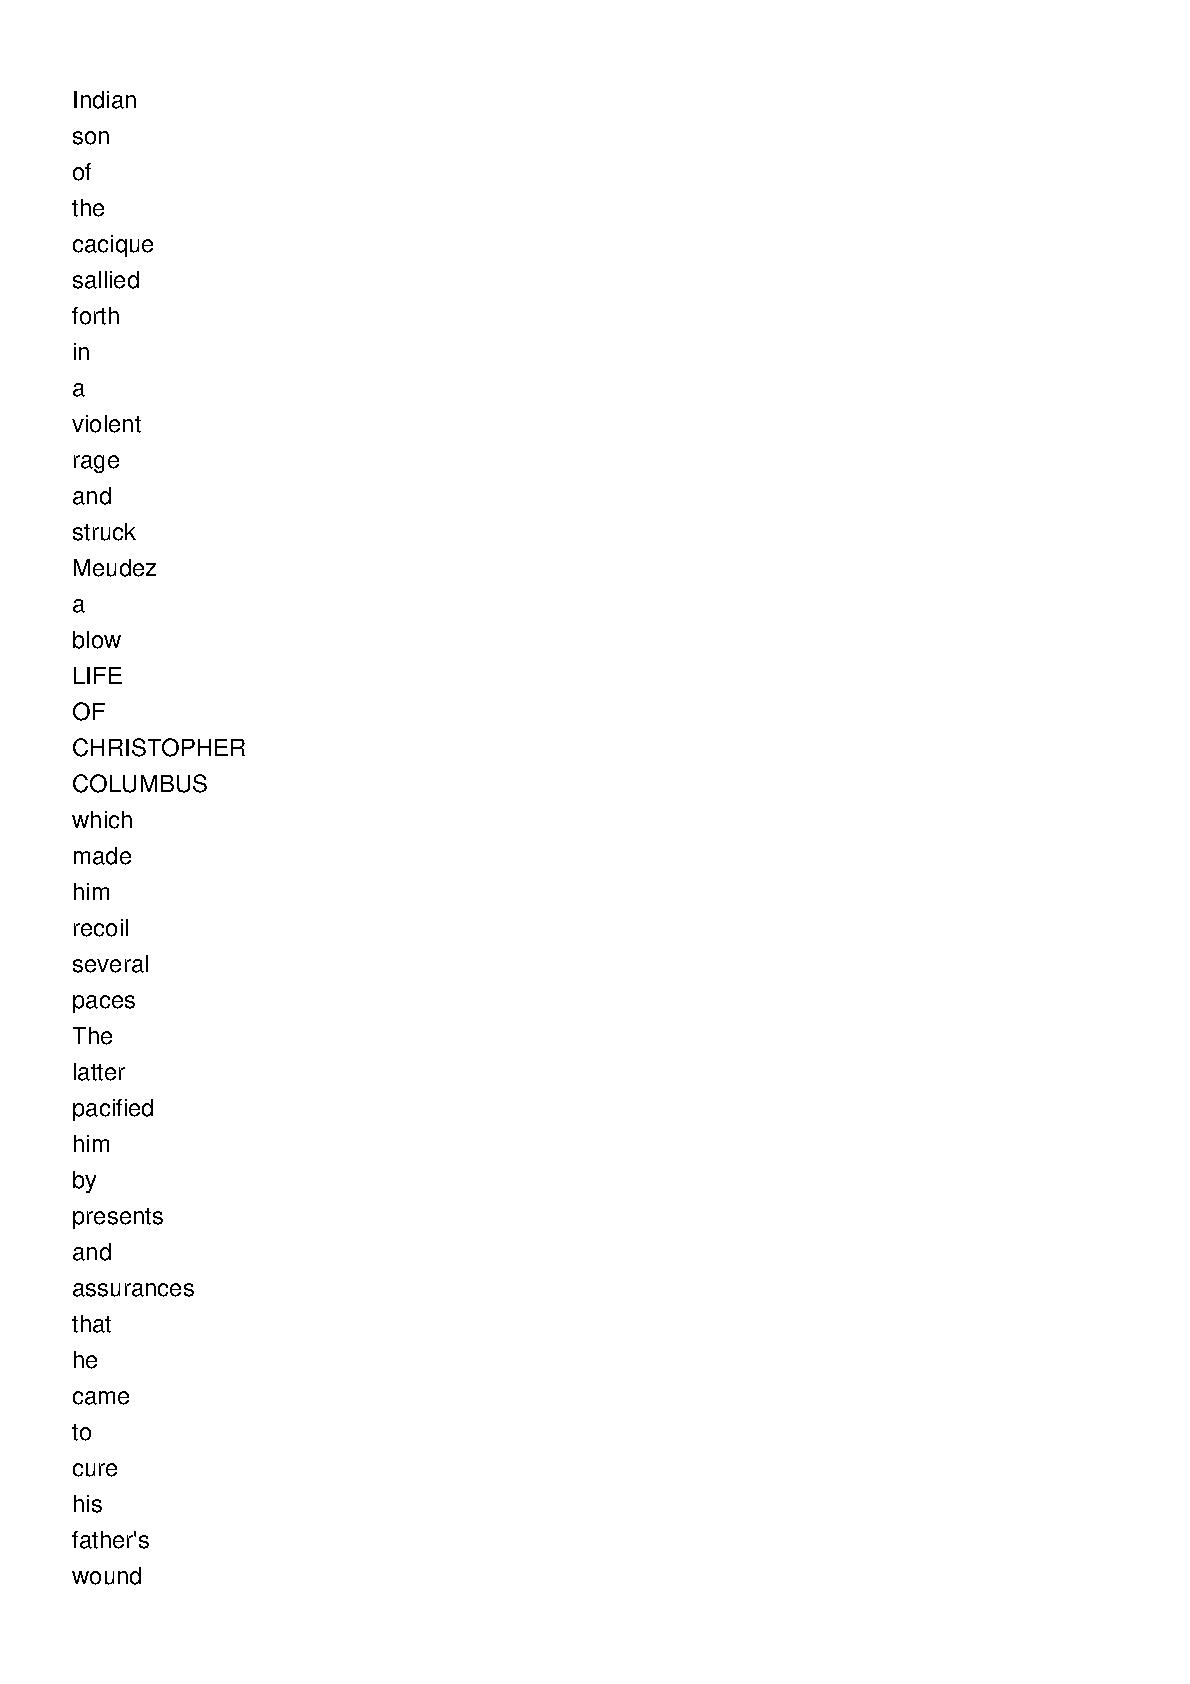 Indian
son
of
the
cacique
sallied
forth
in
a
violent
rage
and
struck
Meudez
a
blow
LIFE
OF
CHRISTOPHER
COLUMBUS
which
made
him
recoil
several
paces
The
latter
pacified
him
by
presents
and
assurances
that
he
came
to
cure
his
father's
wound